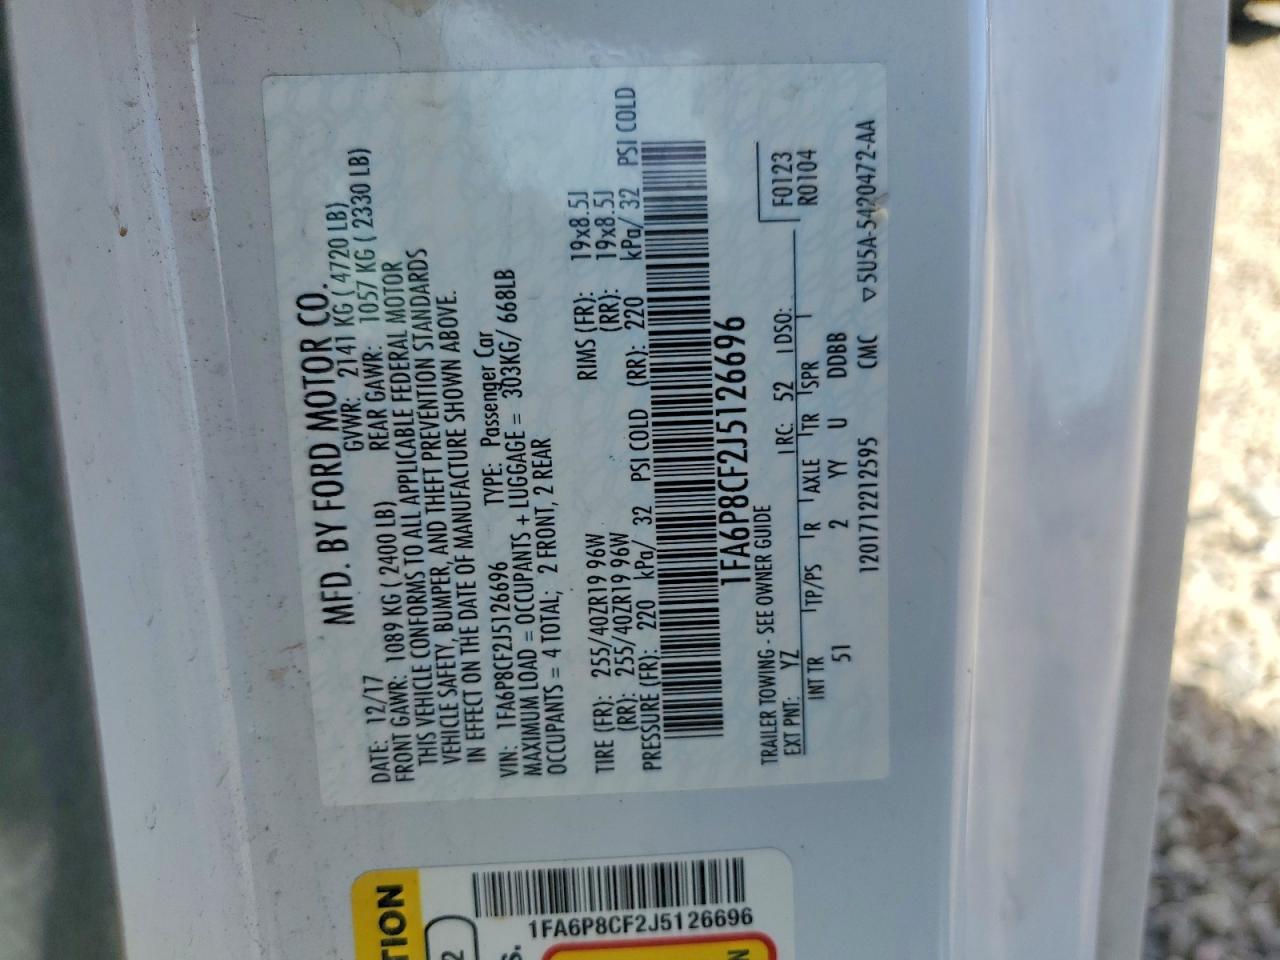 MFD. BY FORD MOTOR CO.
DATE: 12/17 GVWR: 2141 KG ( 4720 LB)
FRONT GAWR: 1089 KG ( 2400 LB) REAR GAWR: 1057 KG ( 2330 LB)
THIS VEHICLE CONFORMS TO ALL APPLICABLE FEDERAL MOTOR
VEHICLE SAFETY, BUMPER, AND THEFT PREVENTION STANDARDS
IN EFFECT ON THE DATE OF MANUFACTURE SHOWN ABOVE.
VIN: 1FA6P8CF2J5126696 TYPE: Passenger Car
MAXIMUM LOAD = OCCUPANTS + LUGGAGE = 303KG/ 668LB
OCCUPANTS = 4 TOTAL; 2 FRONT, 2 REAR
TIRE (FR): 255/40ZR19 96W RIMS (FR): 19x8.5J
(RR): 255/40ZR19 96W (RR): 19x8.5J
PRESSURE (FR): 220 kPa/ 32 PSI COLD (RR): 220 kPa/ 32 PSI COLD
1FA6P8CF2J5126696
TRAILER TOWING - SEE OWNER GUIDE
EXT PNT: YZ RC: 52 DSO: F0123
INT TR TP/PS R AXLE TR SPR R0104
51 2 YY U DDBB
1201712212595 CMC ▽5U5A-5420472-AA
TION
2
S.
1FA6P8CF2J5126696
N